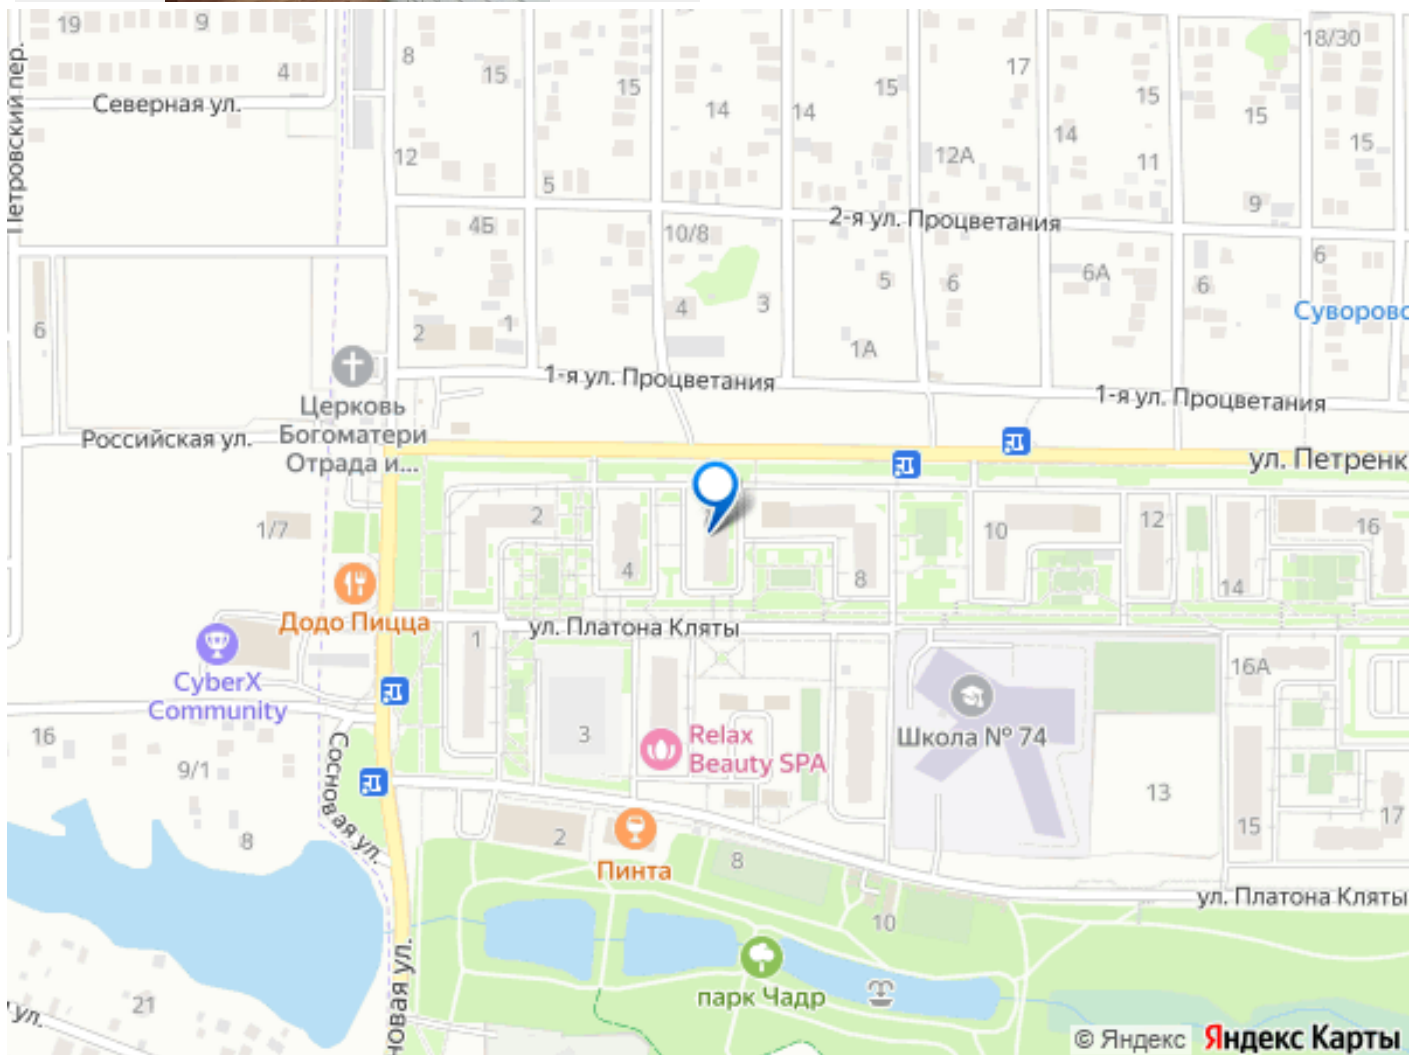 19
9
4
8
15
15
14
14
15
17
15
14
11
18/30
15
15
Петровский пер.
Северная ул.
12
5
12А
9
4Б
10/8
2-я ул. Процветания
6
6
2
1
4
3
5
6
6А
6
1А
Суворовс
1-я ул. Процветания
1-я ул. Процветания
Церковь
Богоматери
Отрада и...
Российская ул.
ул. Петренк
1/7
2
4
8
10
12
14
16
Додо Пицца
ул. Платона Кляты
1
CyberX
Community
16А
Школа № 74
Relax
Beauty SPA
3
16
9/1
8
Сосновая ул.
13
15
17
2
Пинта
8
10
ул. Платона Кляты
парк Чадр
21
ул.
новая ул.
© Яндекс Яндекс Карты